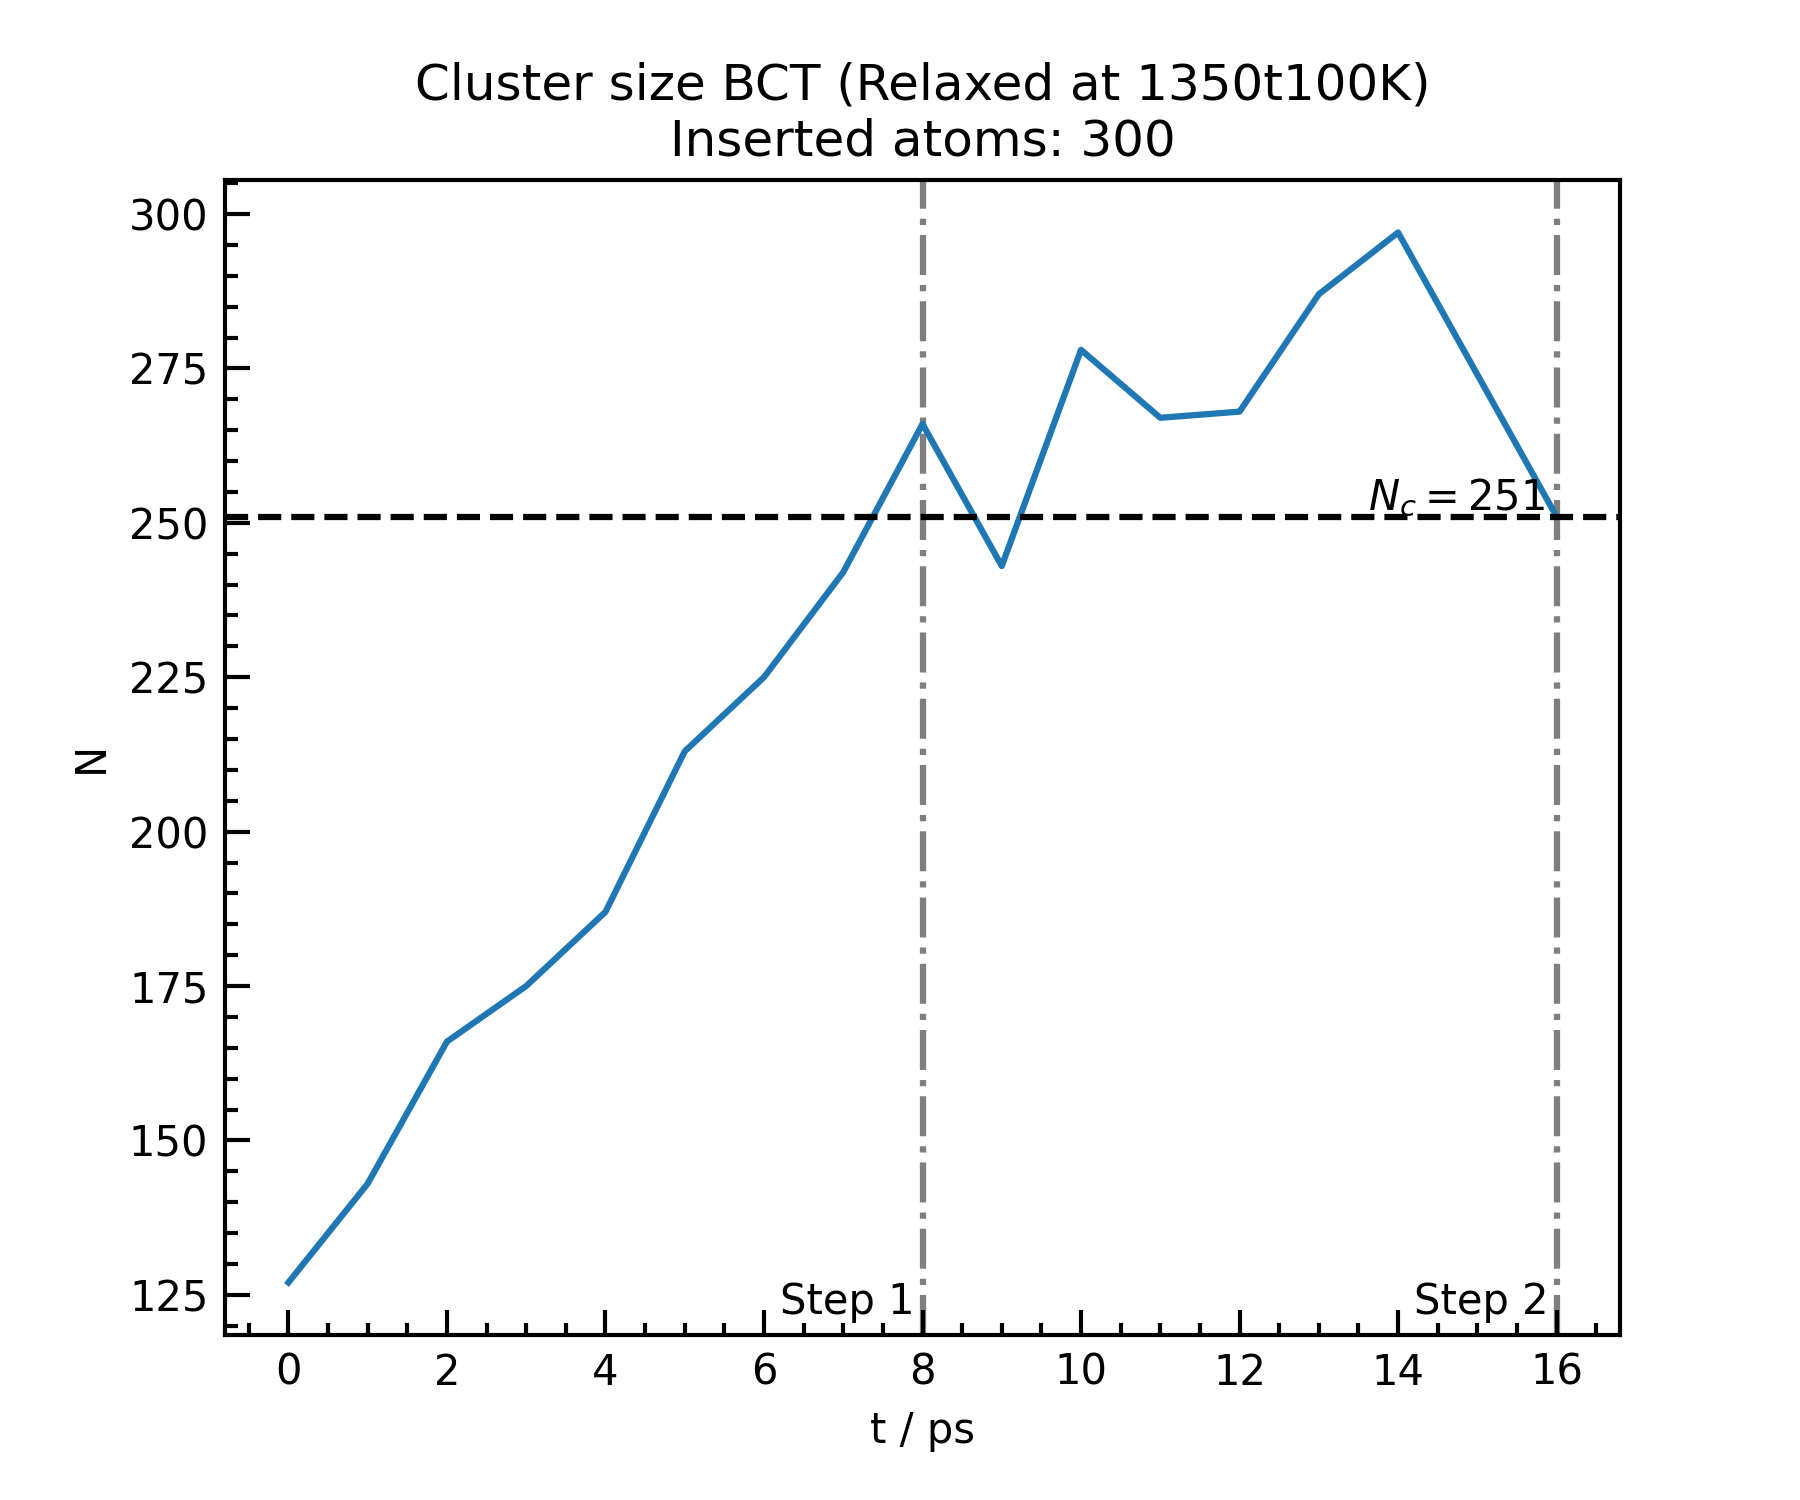 Cluster size BCT (Relaxed at 1350t100K)
Inserted atoms: 300
300
275
250
225
200
175
150
125
N
N_c = 251
Step 1
Step 2
0 2 4 6 8 10 12 14 16
t / ps